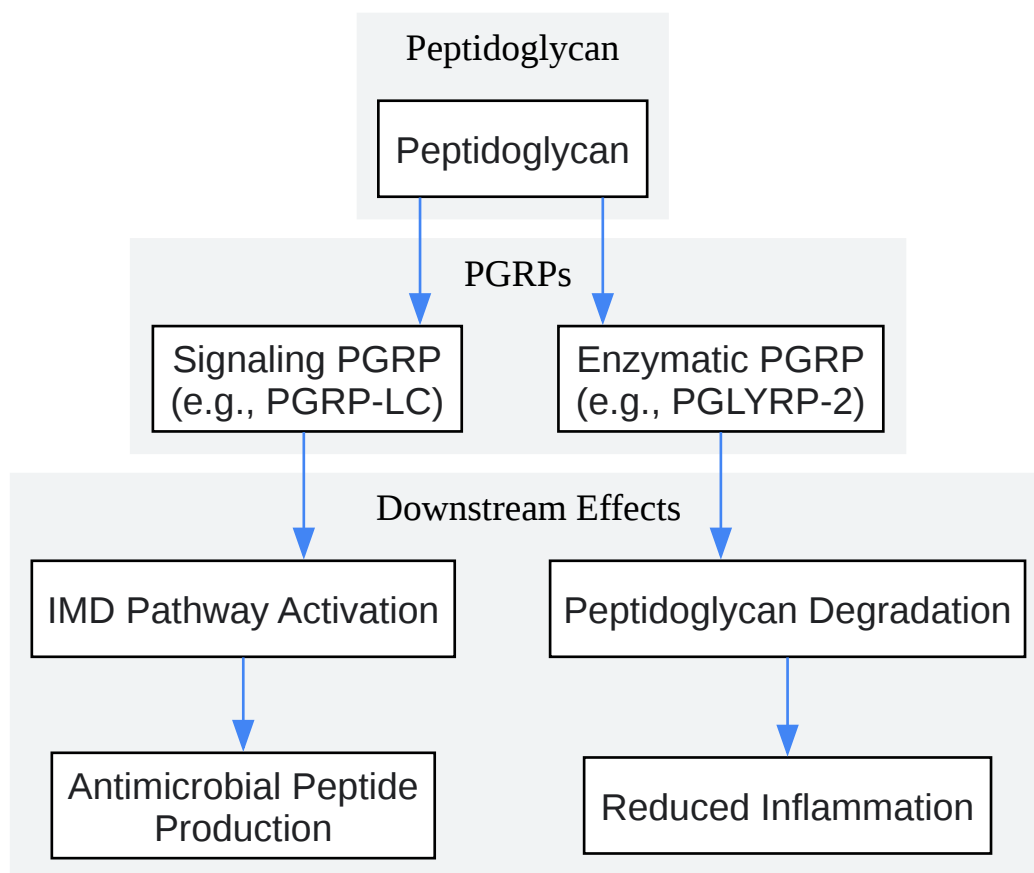 Peptidoglycan
Peptidoglycan
PGRPs
Signaling PGRP
(e.g., PGRP-LC)
Enzymatic PGRP
(e.g., PGLYRP-2)
Downstream Effects
IMD Pathway Activation
Peptidoglycan Degradation
Antimicrobial Peptide
Production
Reduced Inflammation